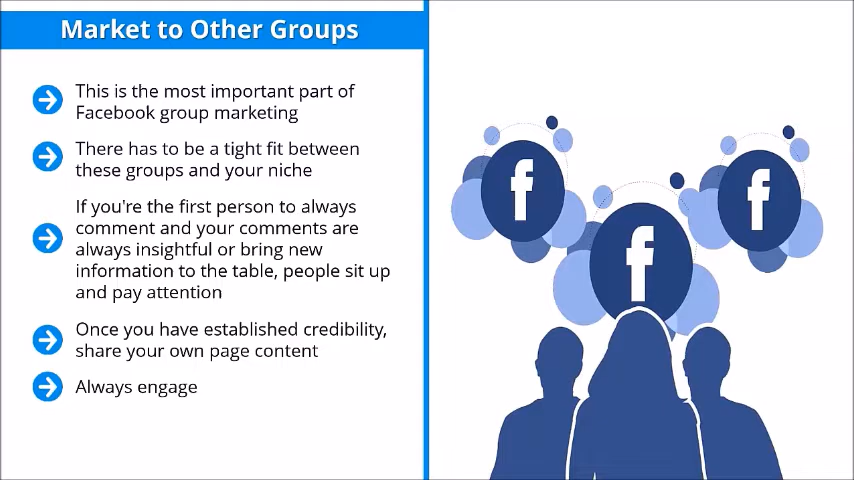 Market to Other Groups
This is the most important part of
Facebook group marketing
There has to be a tight fit between
these groups and your niche
If you're the first person to always
comment and your comments are
always insightful or bring new
information to the table, people sit up
and pay attention
Once you have established credibility,
share your own page content
Always engage
f
f
f